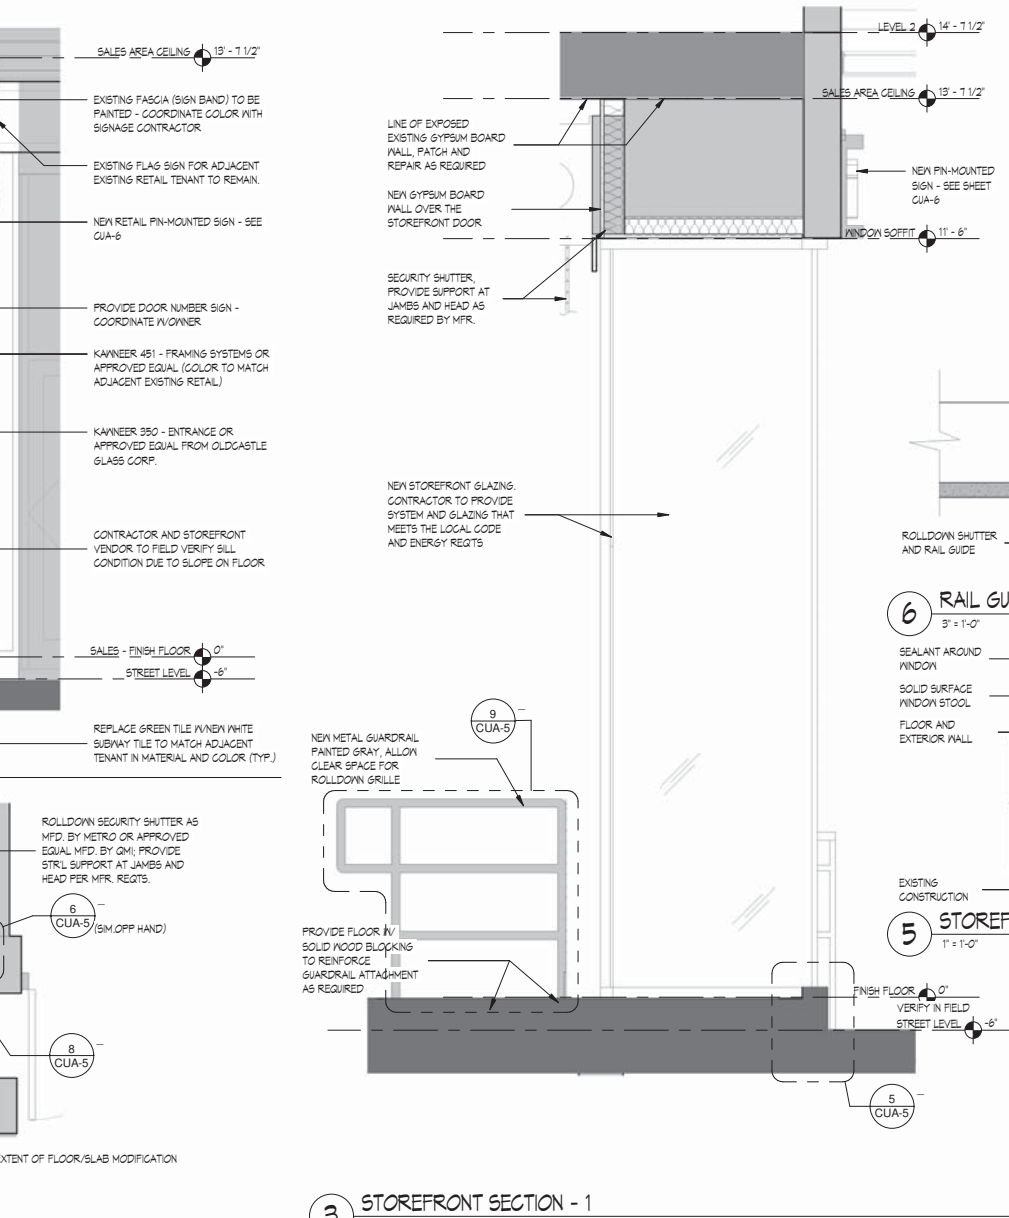 SALES AREA CEILING 13' - 7 1/2"
EXISTING FASCIA (SIGN BAND) TO BE
PAINTED - COORDINATE COLOR WITH
SIGNAGE CONTRACTOR
EXISTING FLAG SIGN FOR ADJACENT
EXISTING RETAIL TENANT TO REMAIN.
NEW RETAIL PIN-MOUNTED SIGN - SEE
CUA-6
PROVIDE DOOR NUMBER SIGN -
COORDINATE W/OWNER
KAWNEER 451 - FRAMING SYSTEMS OR
APPROVED EQUAL (COLOR TO MATCH
ADJACENT EXISTING RETAIL)
KAWNEER 350 - ENTRANCE OR
APPROVED EQUAL FROM OLDCASTLE
GLASS CORP.
CONTRACTOR AND STOREFRONT
VENDOR TO FIELD VERIFY SILL
CONDITION DUE TO SLOPE ON FLOOR
SALES - FINISH FLOOR 0"
STREET LEVEL -6"
REPLACE GREEN TILE W/NEW WHITE
SUBWAY TILE TO MATCH ADJACENT
TENANT IN MATERIAL AND COLOR (TYP.)
ROLLDOWN SECURITY SHUTTER AS
MFD. BY METRO OR APPROVED
EQUAL MFD. BY QMI; PROVIDE
STR'L SUPPORT AT JAMBS AND
HEAD PER MFR. REQTS.
6
CUA-5
(SIM.OPP HAND)
8
CUA-5
XTENT OF FLOOR/SLAB MODIFICATION
LEVEL 2 14' - 7 1/2"
SALES AREA CEILING 13' - 7 1/2"
LINE OF EXPOSED
EXISTING GYPSUM BOARD
WALL, PATCH AND
REPAIR AS REQUIRED
NEW GYPSUM BOARD
WALL OVER THE
STOREFRONT DOOR
NEW PIN-MOUNTED
SIGN - SEE SHEET
CUA-6
WINDOW SOFFIT 11' - 6"
SECURITY SHUTTER,
PROVIDE SUPPORT AT
JAMBS AND HEAD AS
REQUIRED BY MFR.
NEW STOREFRONT GLAZING.
CONTRACTOR TO PROVIDE
SYSTEM AND GLAZING THAT
MEETS THE LOCAL CODE
AND ENERGY REQTS
9
CUA-5
NEW METAL GUARDRAIL
PAINTED GRAY, ALLOW
CLEAR SPACE FOR
ROLLDOWN GRILLE
PROVIDE FLOOR W/
SOLID WOOD BLOCKING
TO REINFORCE
GUARDRAIL ATTACHMENT
AS REQUIRED
FINISH FLOOR 0"
VERIFY IN FIELD
STREET LEVEL -6"
5
CUA-5
3 STOREFRONT SECTION - 1
ROLLDOWN SHUTTER
AND RAIL GUIDE
6 RAIL GU
3" = 1'-0"
SEALANT AROUND
WINDOW
SOLID SURFACE
WINDOW STOOL
FLOOR AND
EXTERIOR WALL
EXISTING
CONSTRUCTION
5 STOREF
1" = 1'-0"